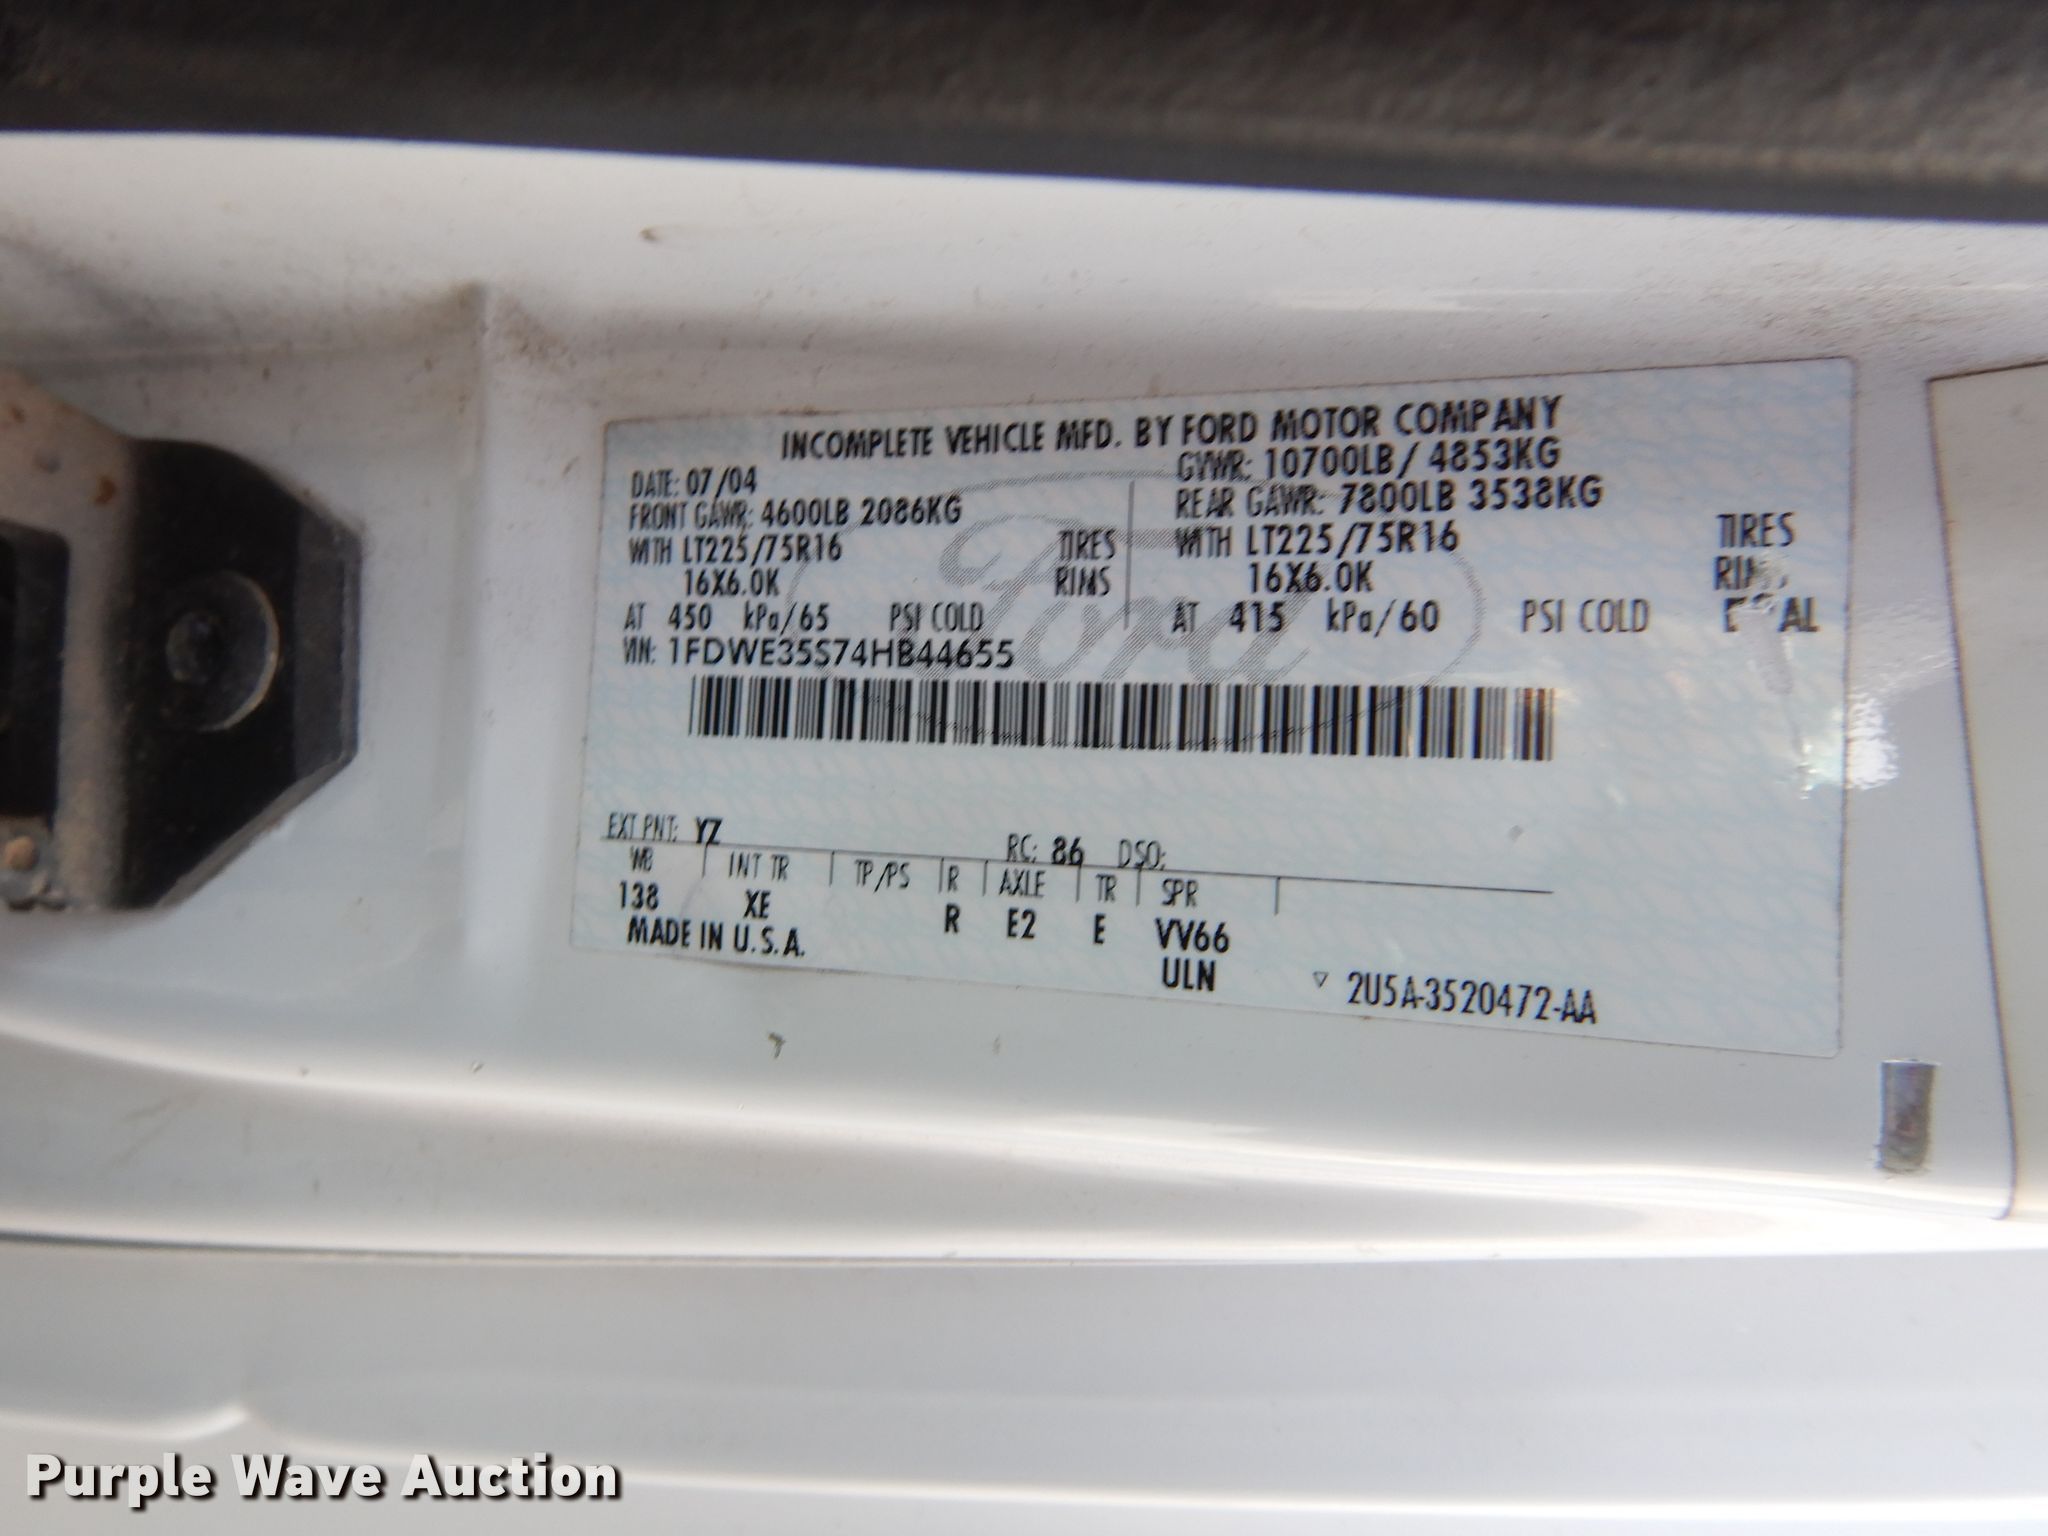 INCOMPLETE VEHICLE MFD. BY FORD MOTOR COMPANY
DATE: 07/04 GVWR: 10700LB / 4853KG
FRONT GAWR: 4600LB 2086KG REAR GAWR: 7800LB 3538KG
WITH LT225/75R16 TIRES WITH LT225/75R16 TIRES
16X6.0K RIMS 16X6.0K
AT 450 kPa/65 PSI COLD AT 415 kPa/60 PSI COLD
VIN: 1FDWE35S74HB44655
Ford
EXT PNT: YZ RC: 86 DSO:
WB INT TR TP/PS R AXLE TR SPR
138 XE R E2 E VV66
MADE IN U.S.A. ULN
▽ 2U5A-3520472-AA
Purple Wave Auction